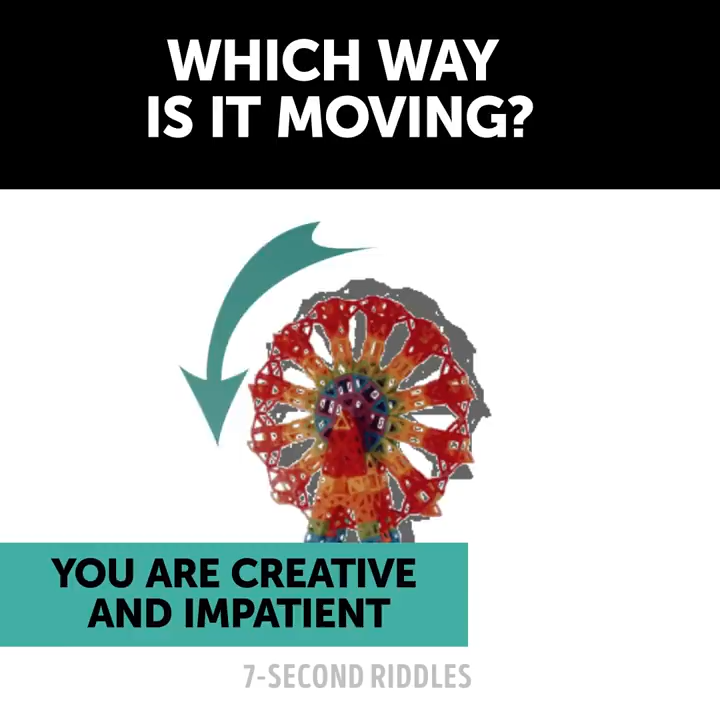 WHICH WAY
IS IT MOVING?
YOU ARE CREATIVE
AND IMPATIENT
7-SECOND RIDDLES